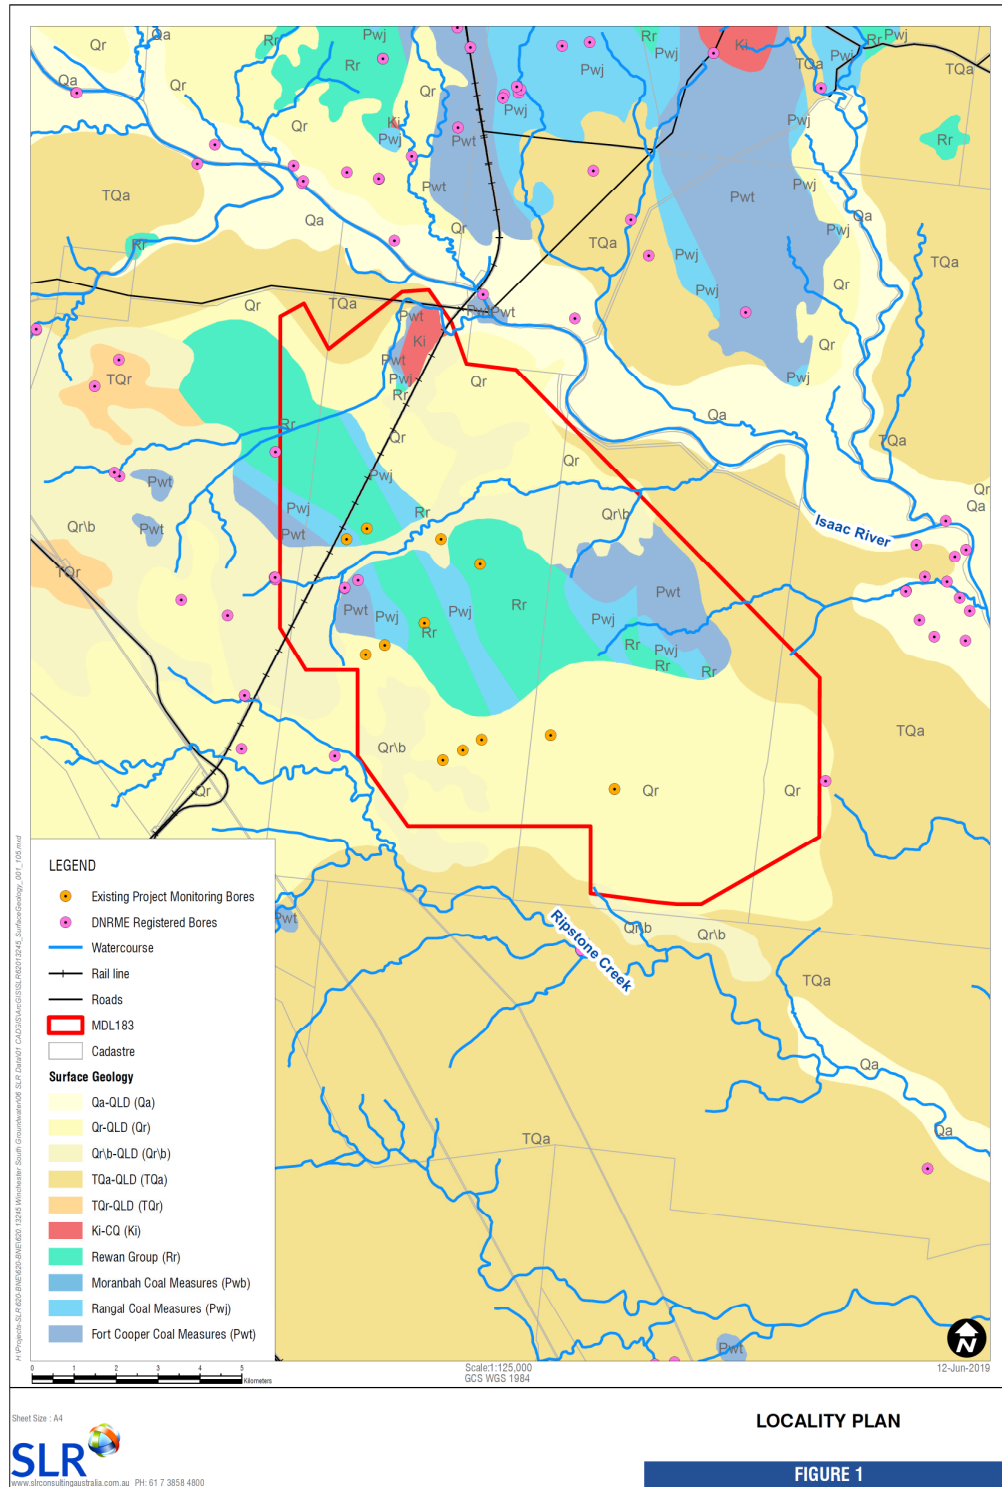 Qr
Qa
Rr
Pwj
Ki
TQa
Rr
Pwj
Qa
Qr
Rr
Pwj
Pwj
TQa
Qr
Pwj
Qr
Ki
Pwj
Pwt
Pwj
Rr
Pwt
Pwj
Pwt
TQa
Qa
Qa
Qr
Pwj
Rr
TQa
Pwj
TQa
Pwj
Qr
Qr
TQa
Pwt
Pwt
Ki
Pwt
Qr
Pwt
Pwj
Rr
Qr
Pwj
TQr
Qa
Rr
Qr
TQa
Qr
Pwj
Qr
Qa
Pwt
Pwj
Rr
Qr\b
Isaac River
Qr\b
Pwt
Pwt
TQr
Pwt
Pwj
Pwj
Rr
Pwt
Pwj
Rr
Rr
Pwj
Rr
Rr
TQa
Qr\b
Qr
Qr
Qr
LEGEND
Existing Project Monitoring Bores
DNRME Registered Bores
Watercourse
Rail line
Roads
MDL183
Cadastre
Surface Geology
Qa-QLD (Qa)
Qr-QLD (Qr)
Qr\b-QLD (Qr\b)
TQa-QLD (TQa)
TQr-QLD (TQr)
Ki-CQ (Ki)
Rewan Group (Rr)
Moranbah Coal Measures (Pwb)
Rangal Coal Measures (Pwj)
Fort Cooper Coal Measures (Pwt)
Pwt
Ripstone Creek
Qr\b
Qr\b
TQa
Qa
Qa
TQa
Pwt
N
0 1 2 3 4 5
Kilometers
Scale:1:125,000
GCS WGS 1984
12-Jun-2019
Sheet Size : A4
LOCALITY PLAN
SLR
www.slrconsultingaustralia.com.au PH: 61 7 3858 4800
FIGURE 1